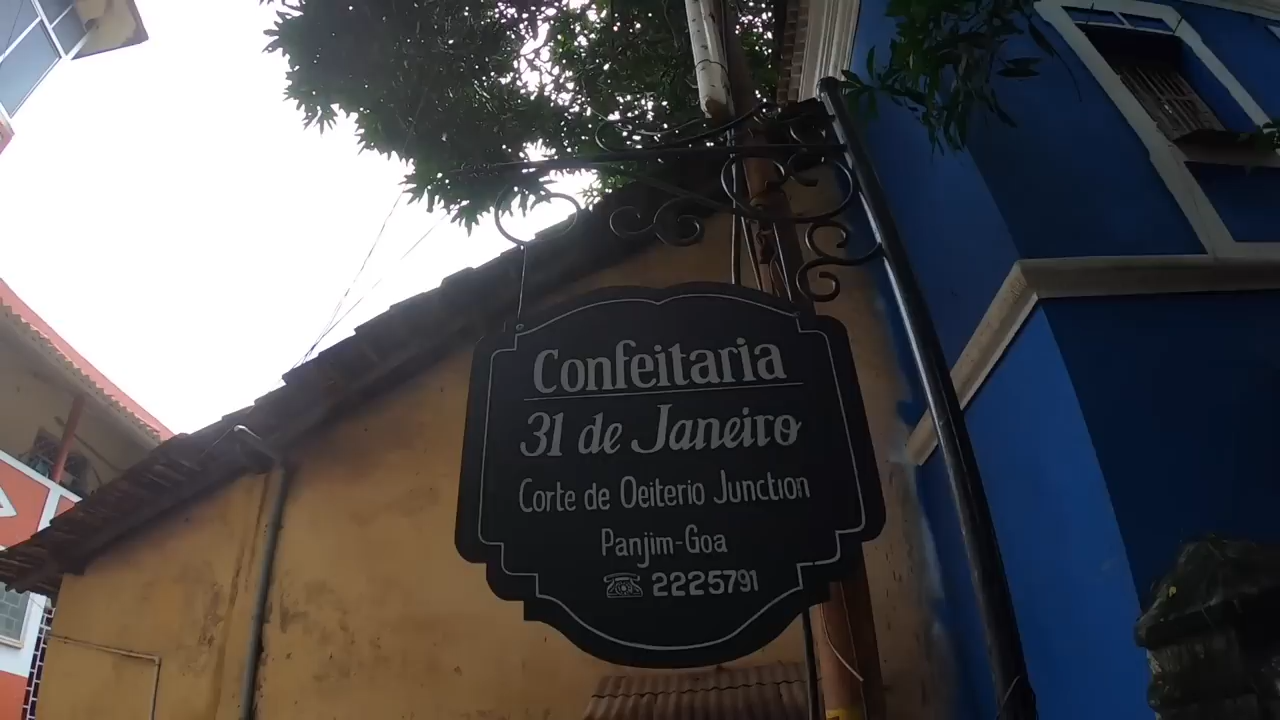 Confeitaria
31 de Janeiro
Corte de Oeiterio Junction
Panjim-Goa
☎ 2225791